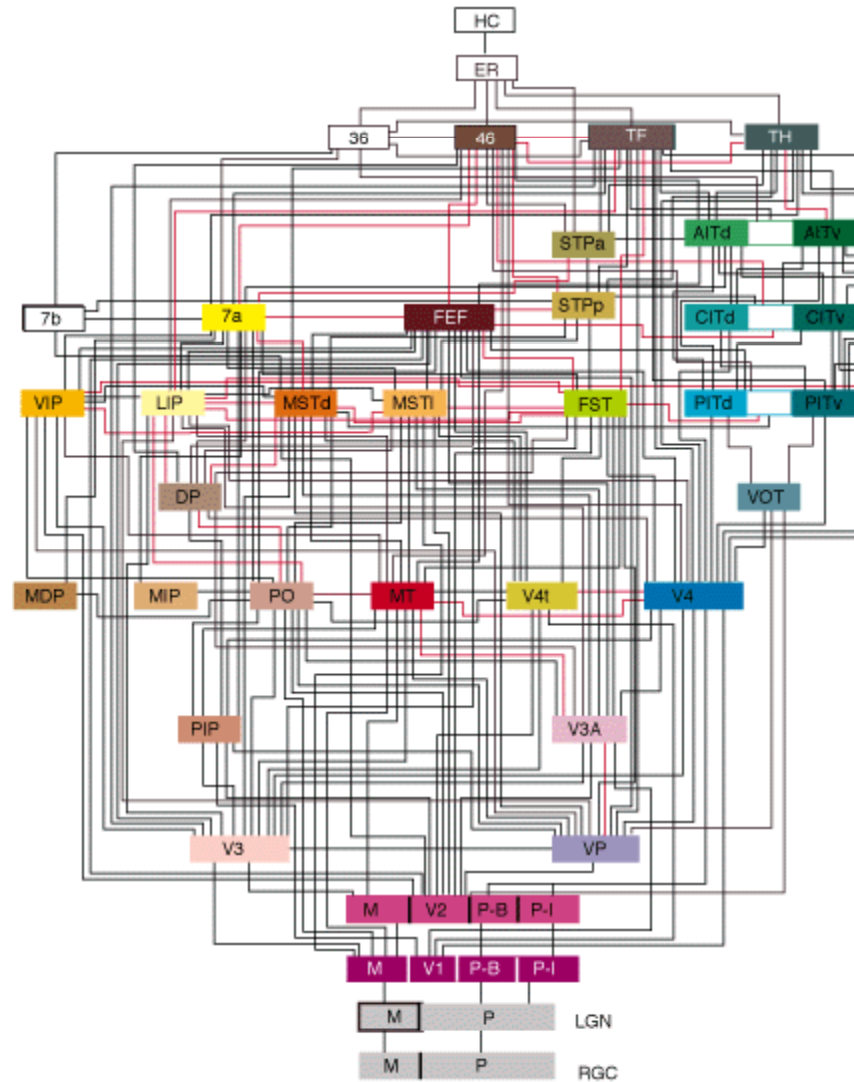 HC
ER
36 46 TF TH
STPa AITd AITv
7b 7a FEF STPp CITd CITv
VIP LIP MSTd MSTl FST PITd PITv
DP VOT
MDP MIP PO MT V4t V4
PIP V3A
V3 VP
M V2 P-B P-I
M V1 P-B P-I
M P LGN
M P RGC